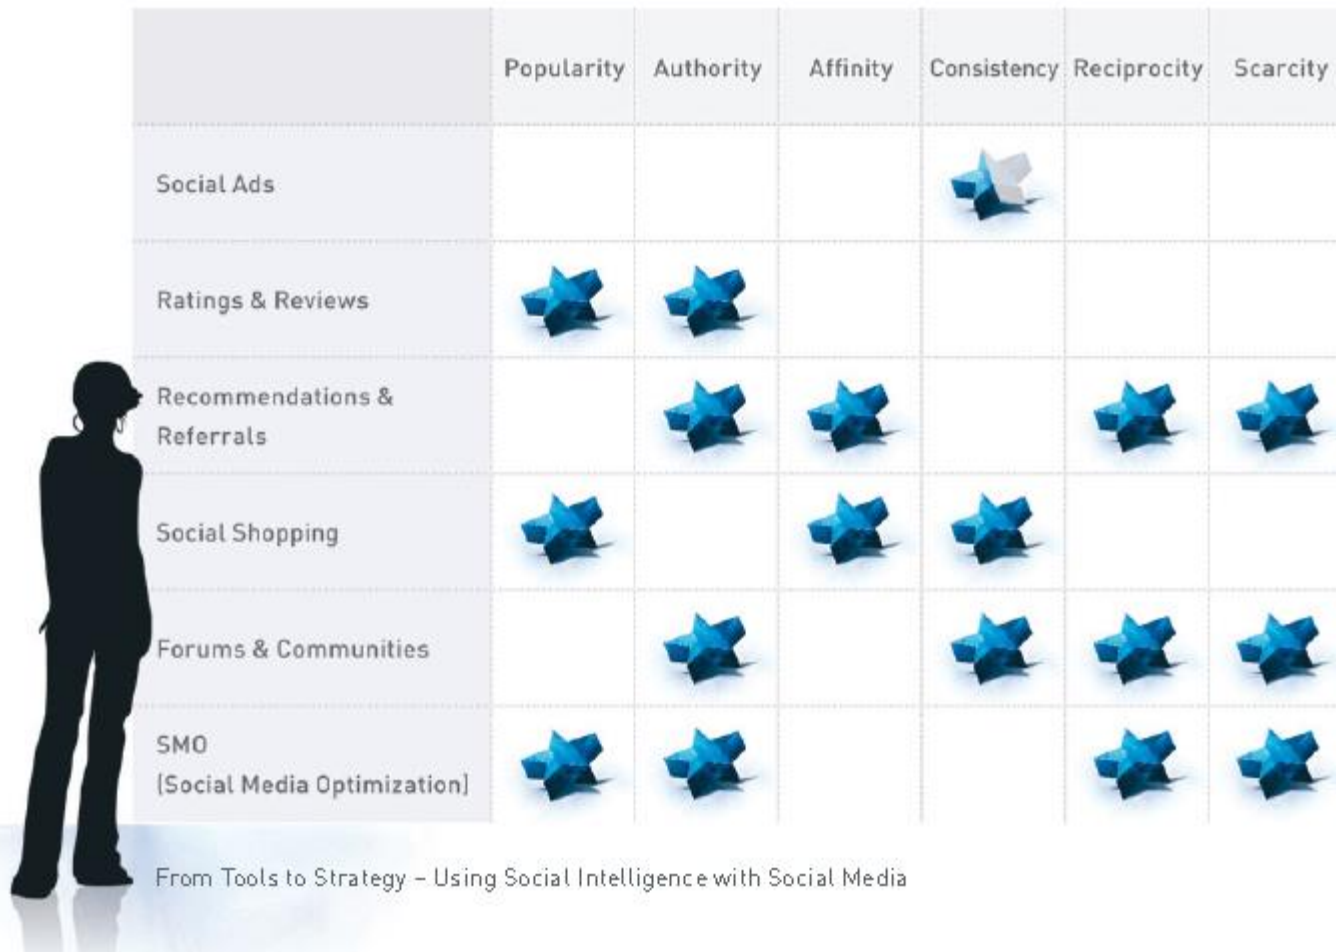 Popularity Authority Affinity Consistency Reciprocity Scarcity
Social Ads
Ratings & Reviews
Recommendations &
Referrals
Social Shopping
Forums & Communities
SMO
(Social Media Optimization)
From Tools to Strategy – Using Social Intelligence with Social Media